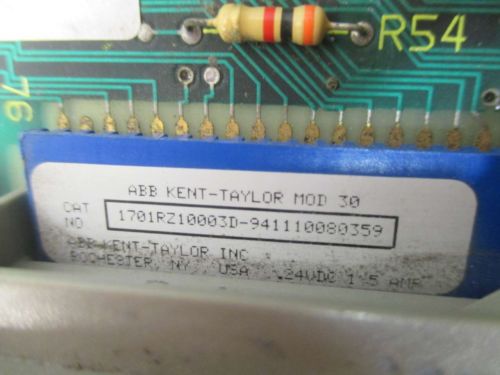 R54
76
ABB KENT-TAYLOR MOD 30
CAT NO 1701RZ10003D-941110080359
ABB KENT-TAYLOR INC
ROCHESTER, NY USA 24VDC 1.5 AMP